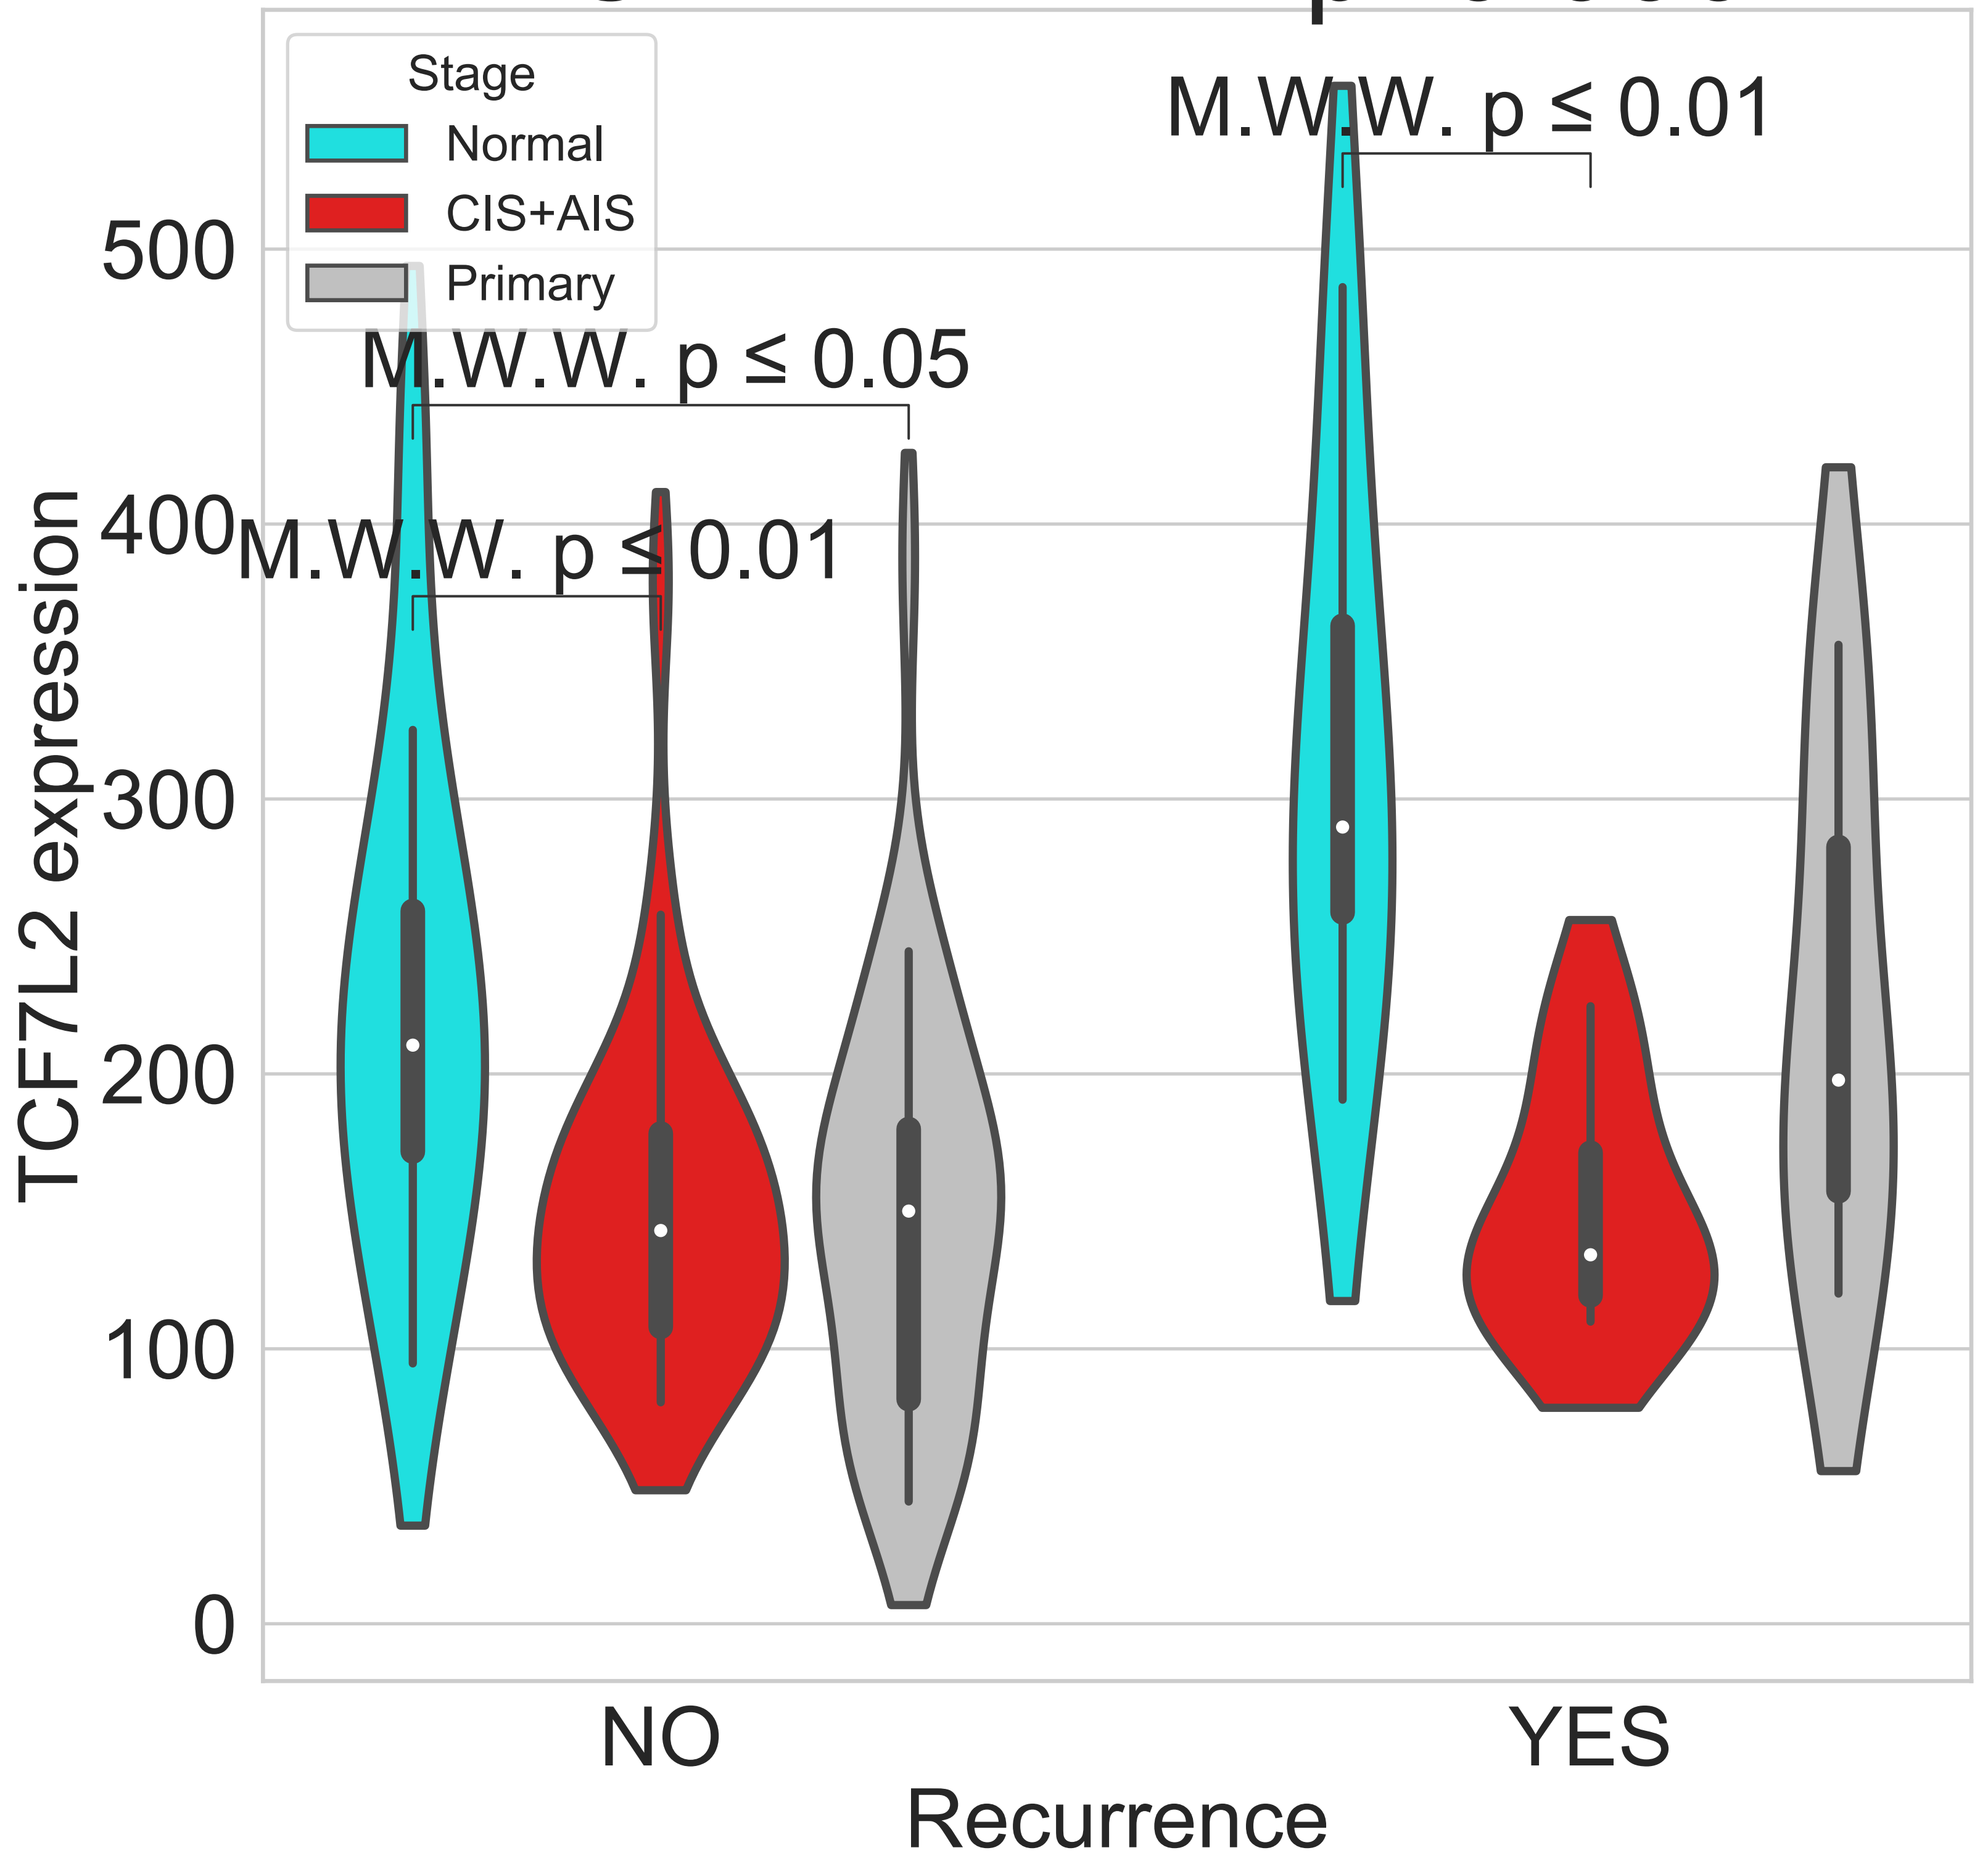 Stage
Normal
CIS+AIS
Primary
M.W.W. p ≤ 0.01
M.W.W. p ≤ 0.05
M.W.W. p ≤ 0.01
500
400
300
200
100
0
TCF7L2 expression
NO
YES
Recurrence